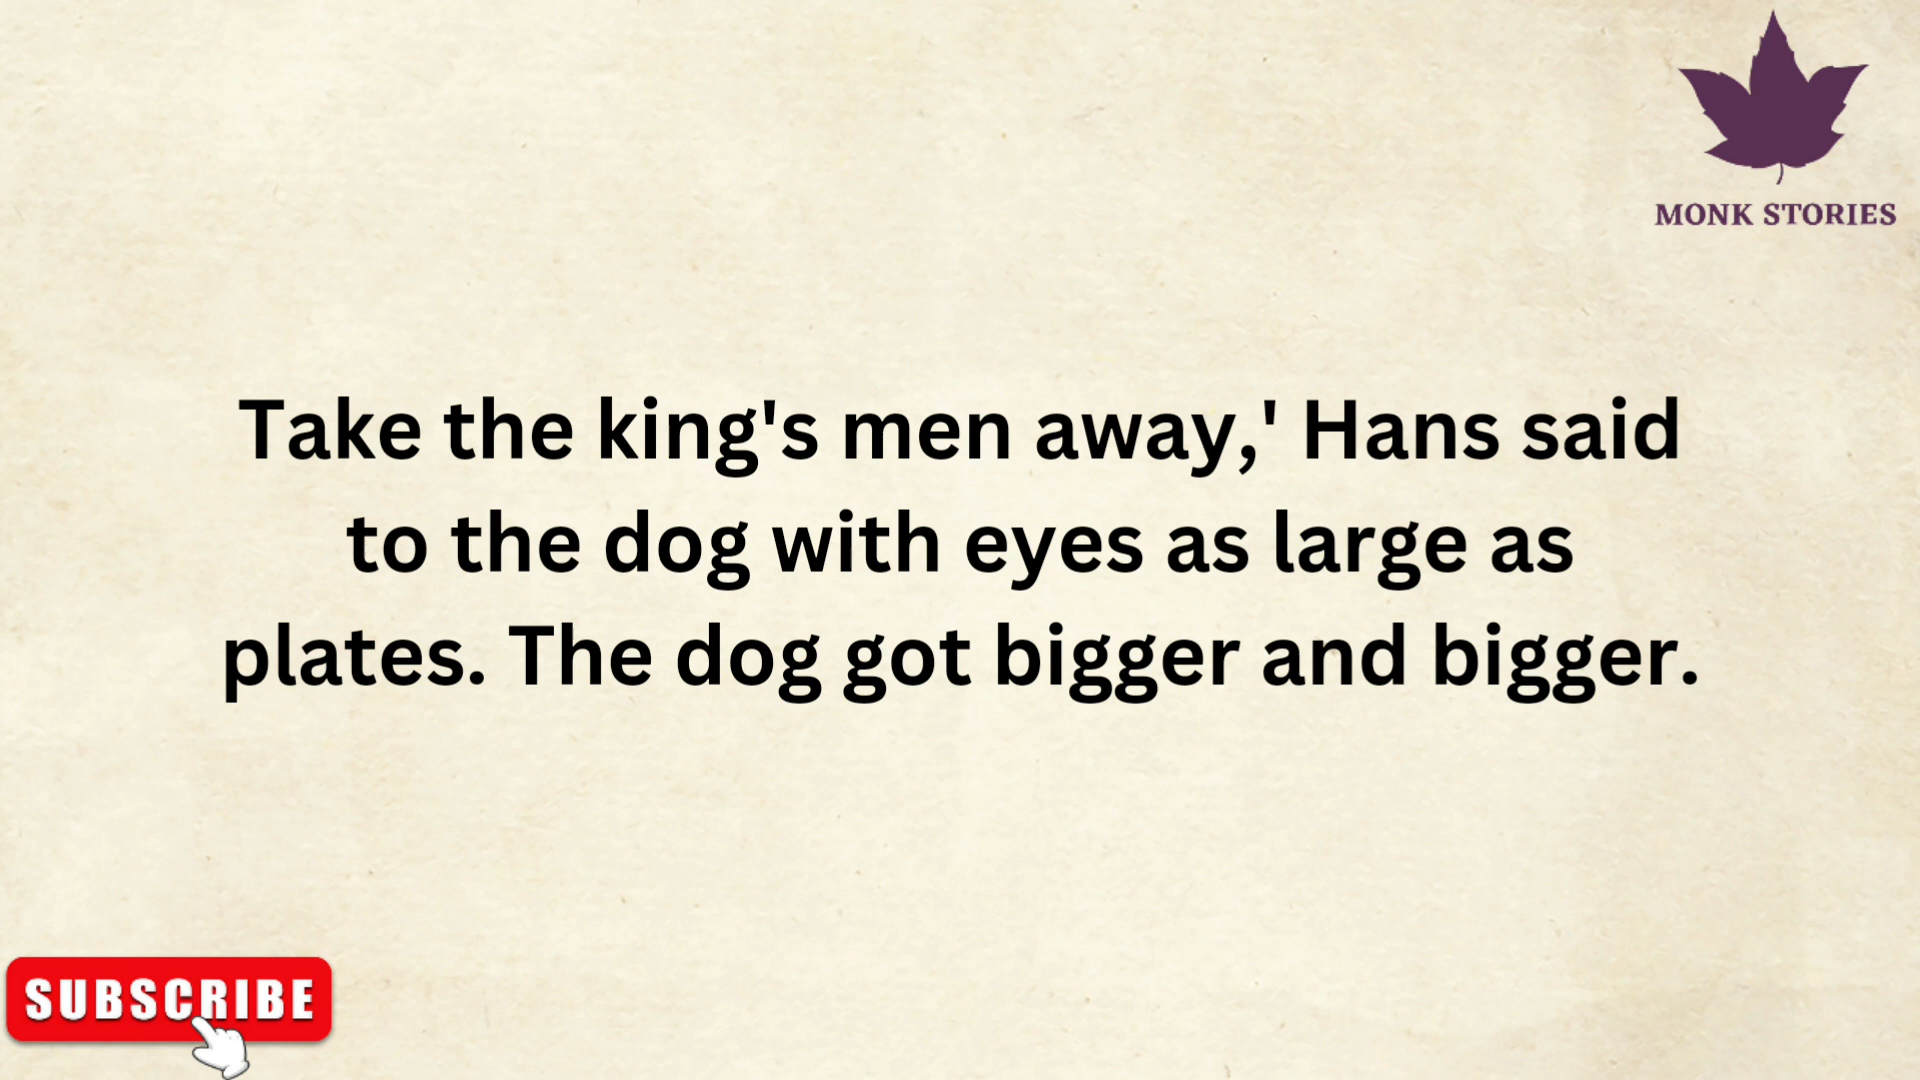 MONK STORIES
Take the king's men away,' Hans said
to the dog with eyes as large as
plates. The dog got bigger and bigger.
SUBSCRIBE